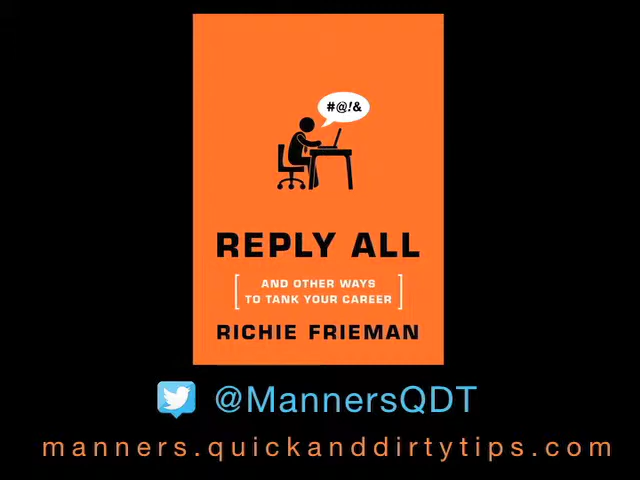 #@!&
REPLY ALL
AND OTHER WAYS
TO TANK YOUR CAREER
RICHIE FRIEMAN
@MannersQDT
manners.quickanddirtytips.com